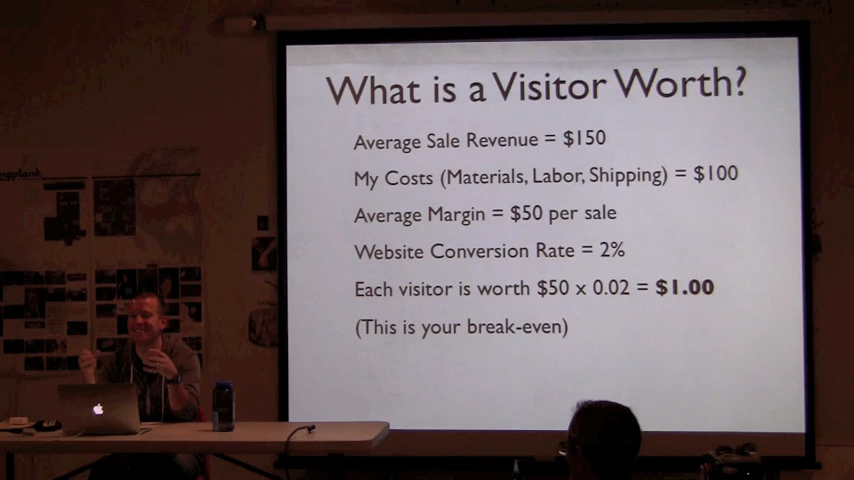 What is a Visitor Worth?
Average Sale Revenue = $150
My Costs (Materials, Labor, Shipping) = $100
Average Margin = $50 per sale
Website Conversion Rate = 2%
Each visitor is worth $50 x 0.02 = $1.00
(This is your break-even)
ngplank